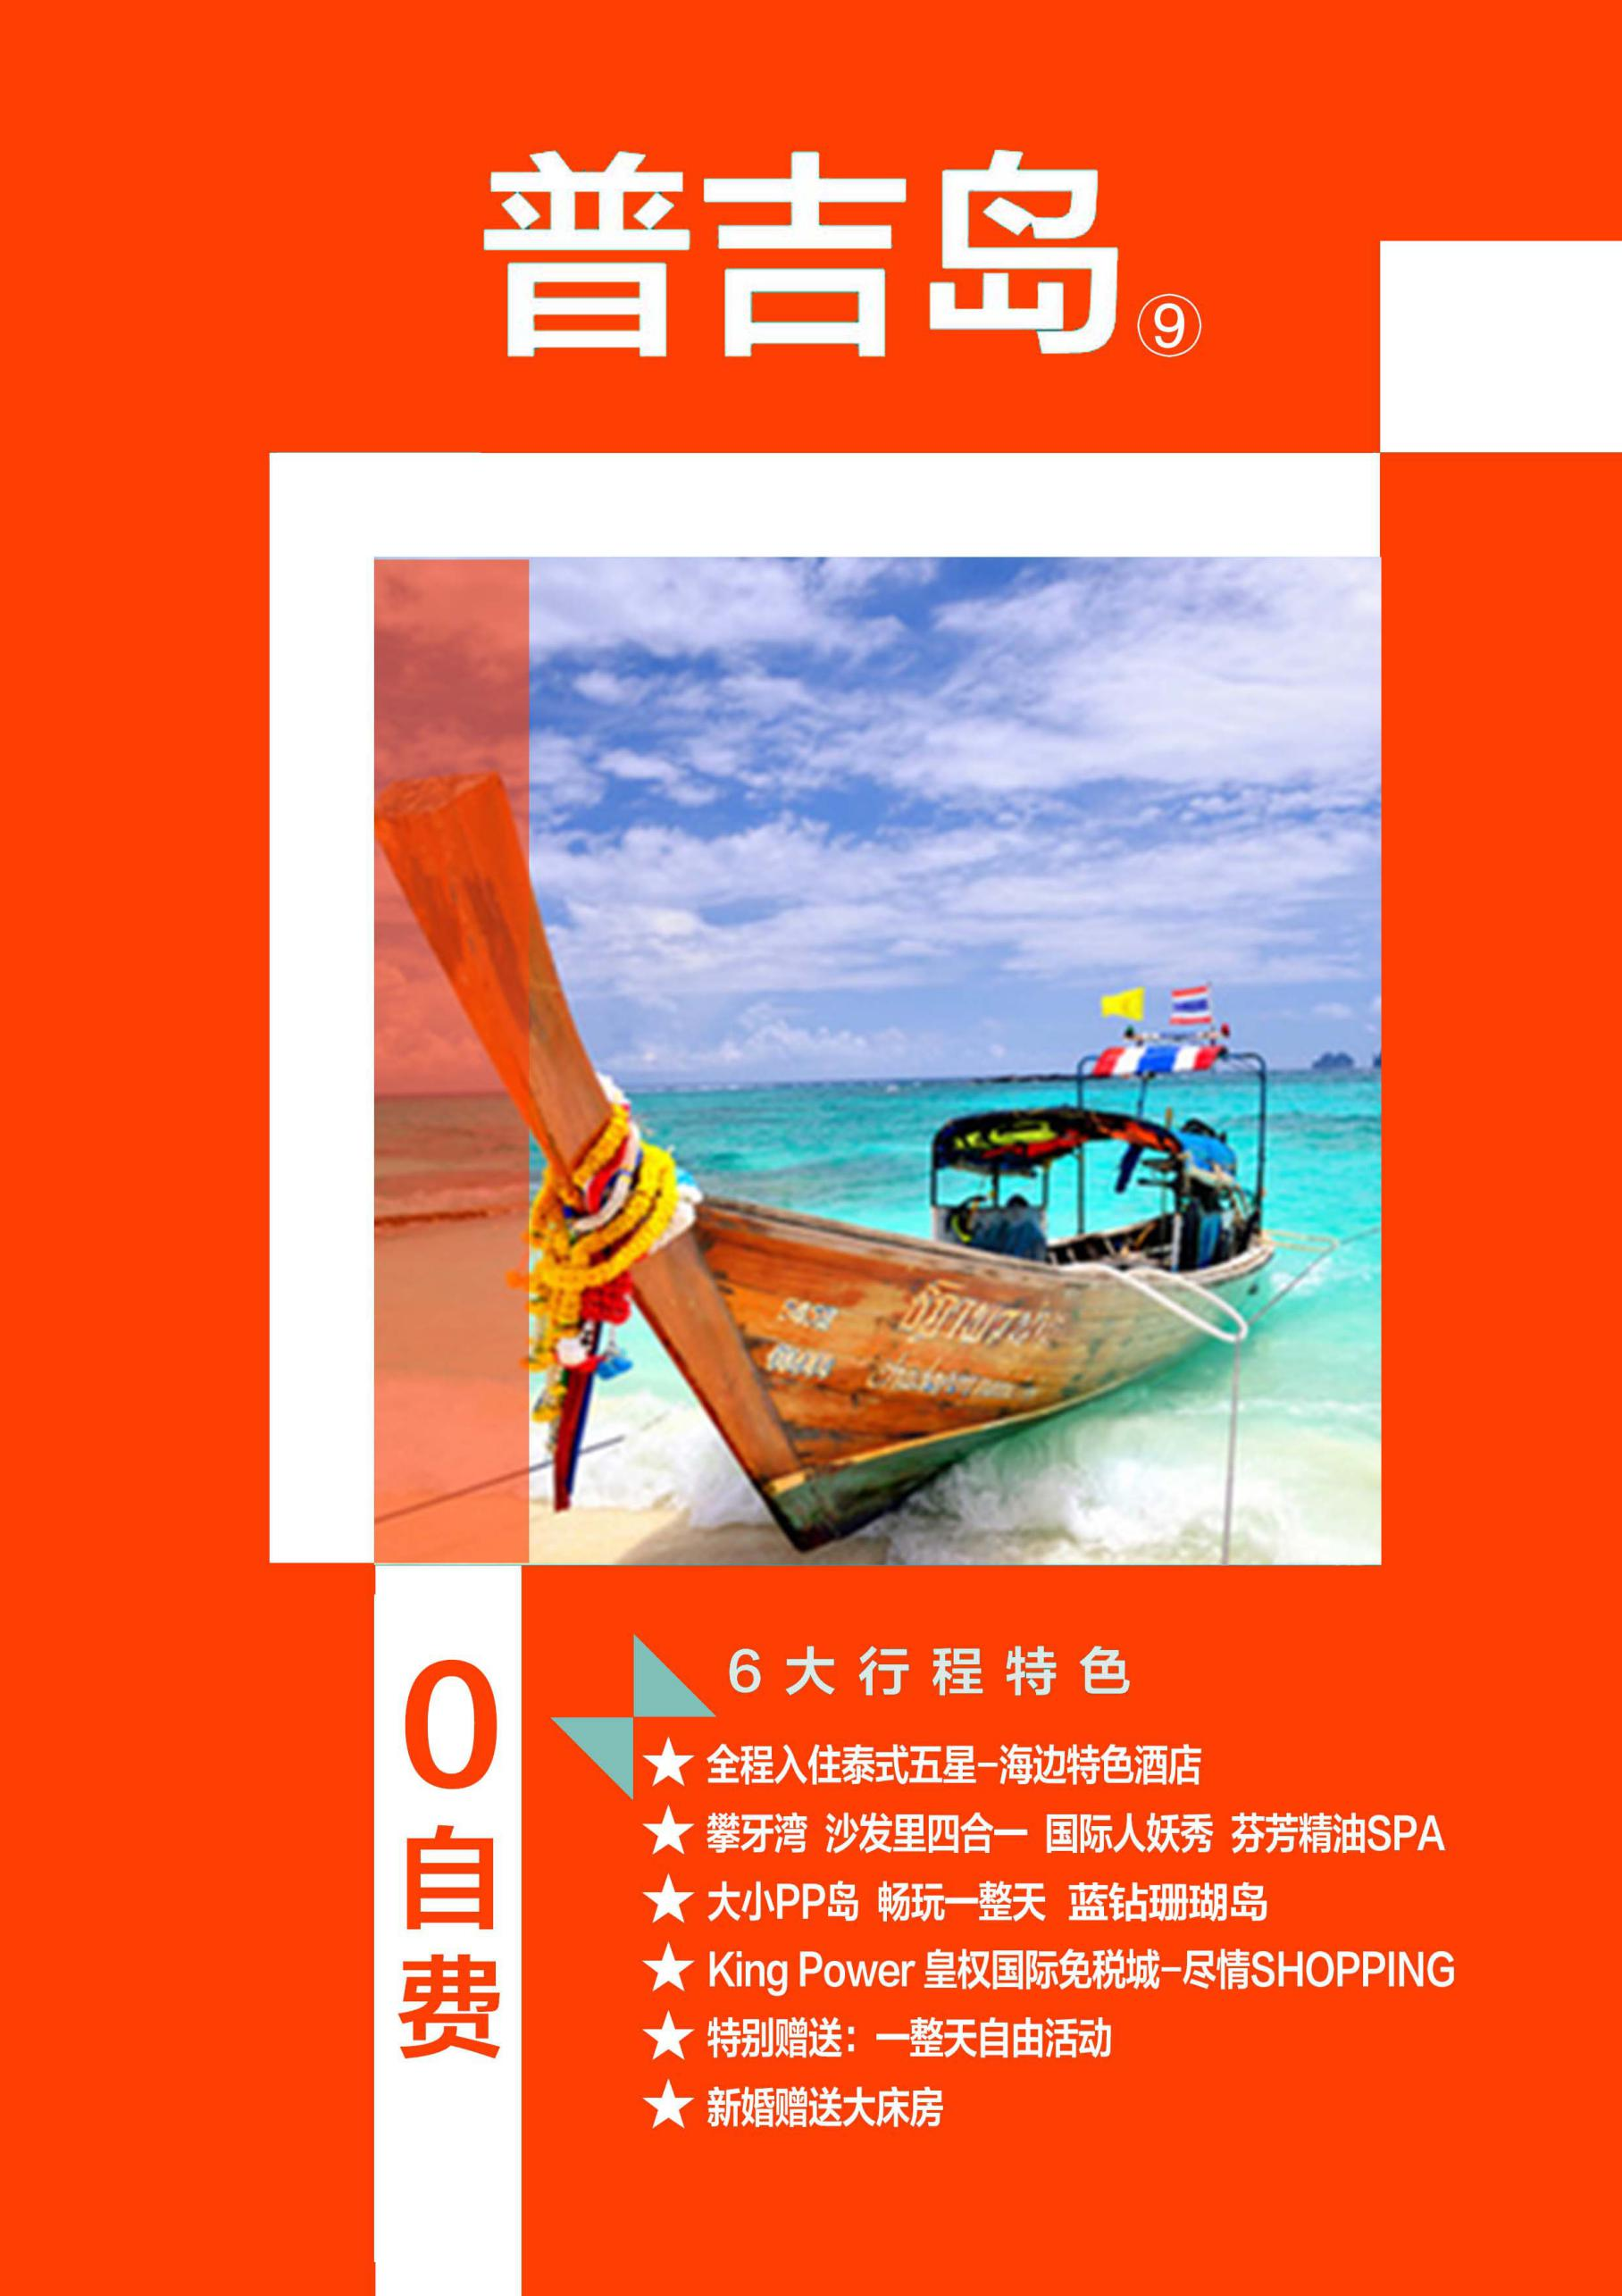 普吉岛⑨
0自费
6大行程特色
★ 全程入住泰式五星-海边特色酒店
★ 攀牙湾 沙发里四合一 国际人妖秀 芬芳精油SPA
★ 大小PP岛 畅玩一整天 蓝钻珊瑚岛
★ King Power 皇权国际免税城-尽情SHOPPING
★ 特别赠送：一整天自由活动
★ 新婚赠送大床房